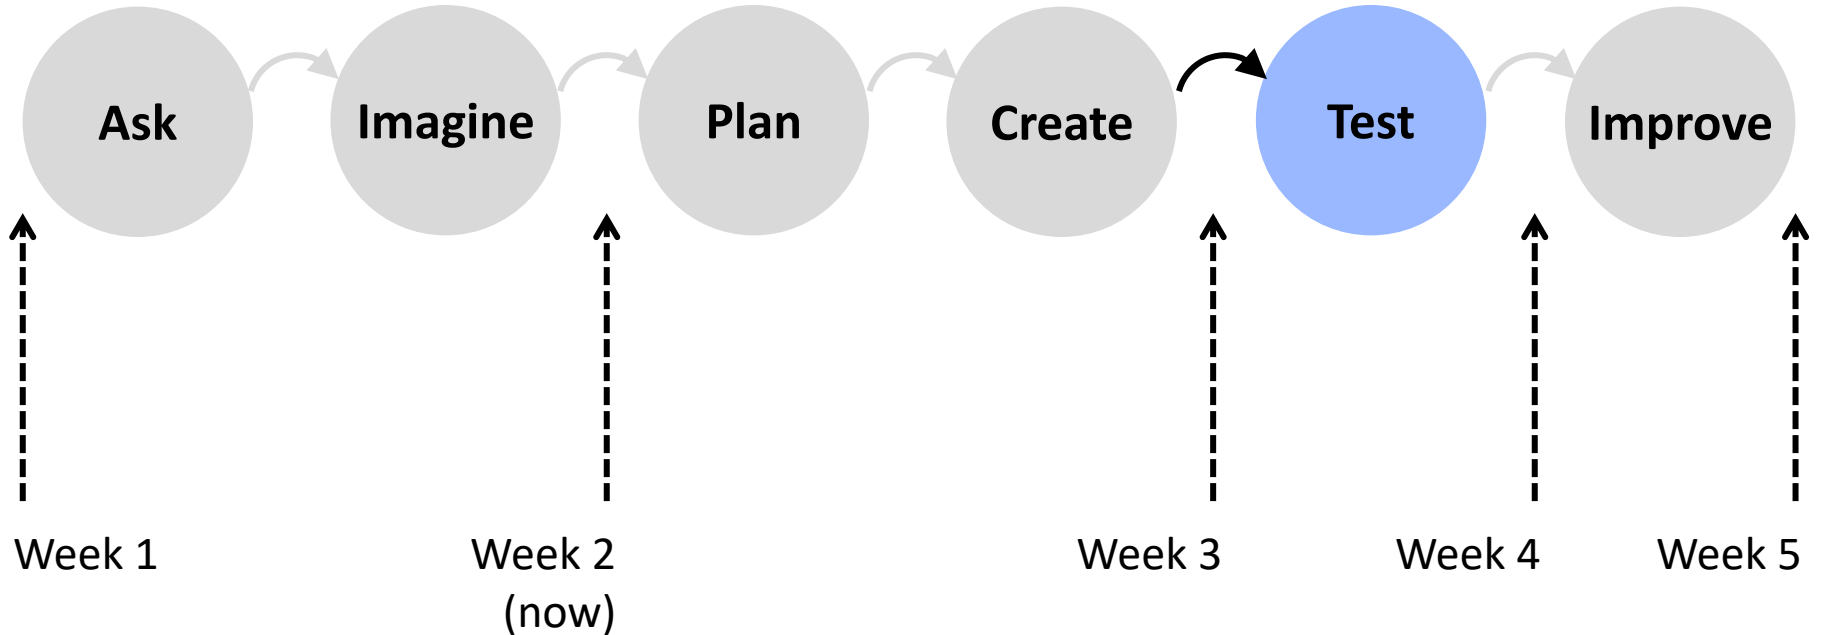 Ask
Imagine
Plan
Create
Test
Improve
Week 1
Week 2
(now)
Week 3
Week 4
Week 5